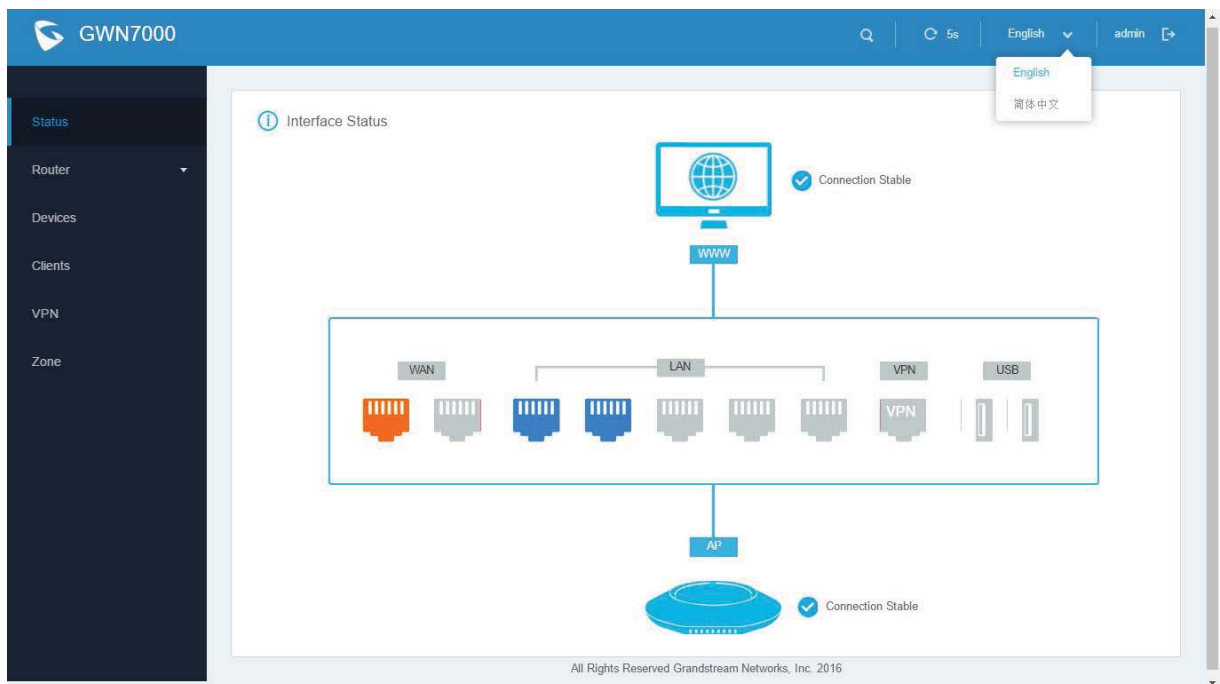 GWN7000
5s
English
admin
English
简体中文
Status
Router
Devices
Clients
VPN
Zone
Interface Status
Connection Stable
WWW
WAN
LAN
VPN
USB
VPN
AP
Connection Stable
All Rights Reserved Grandstream Networks, Inc. 2016